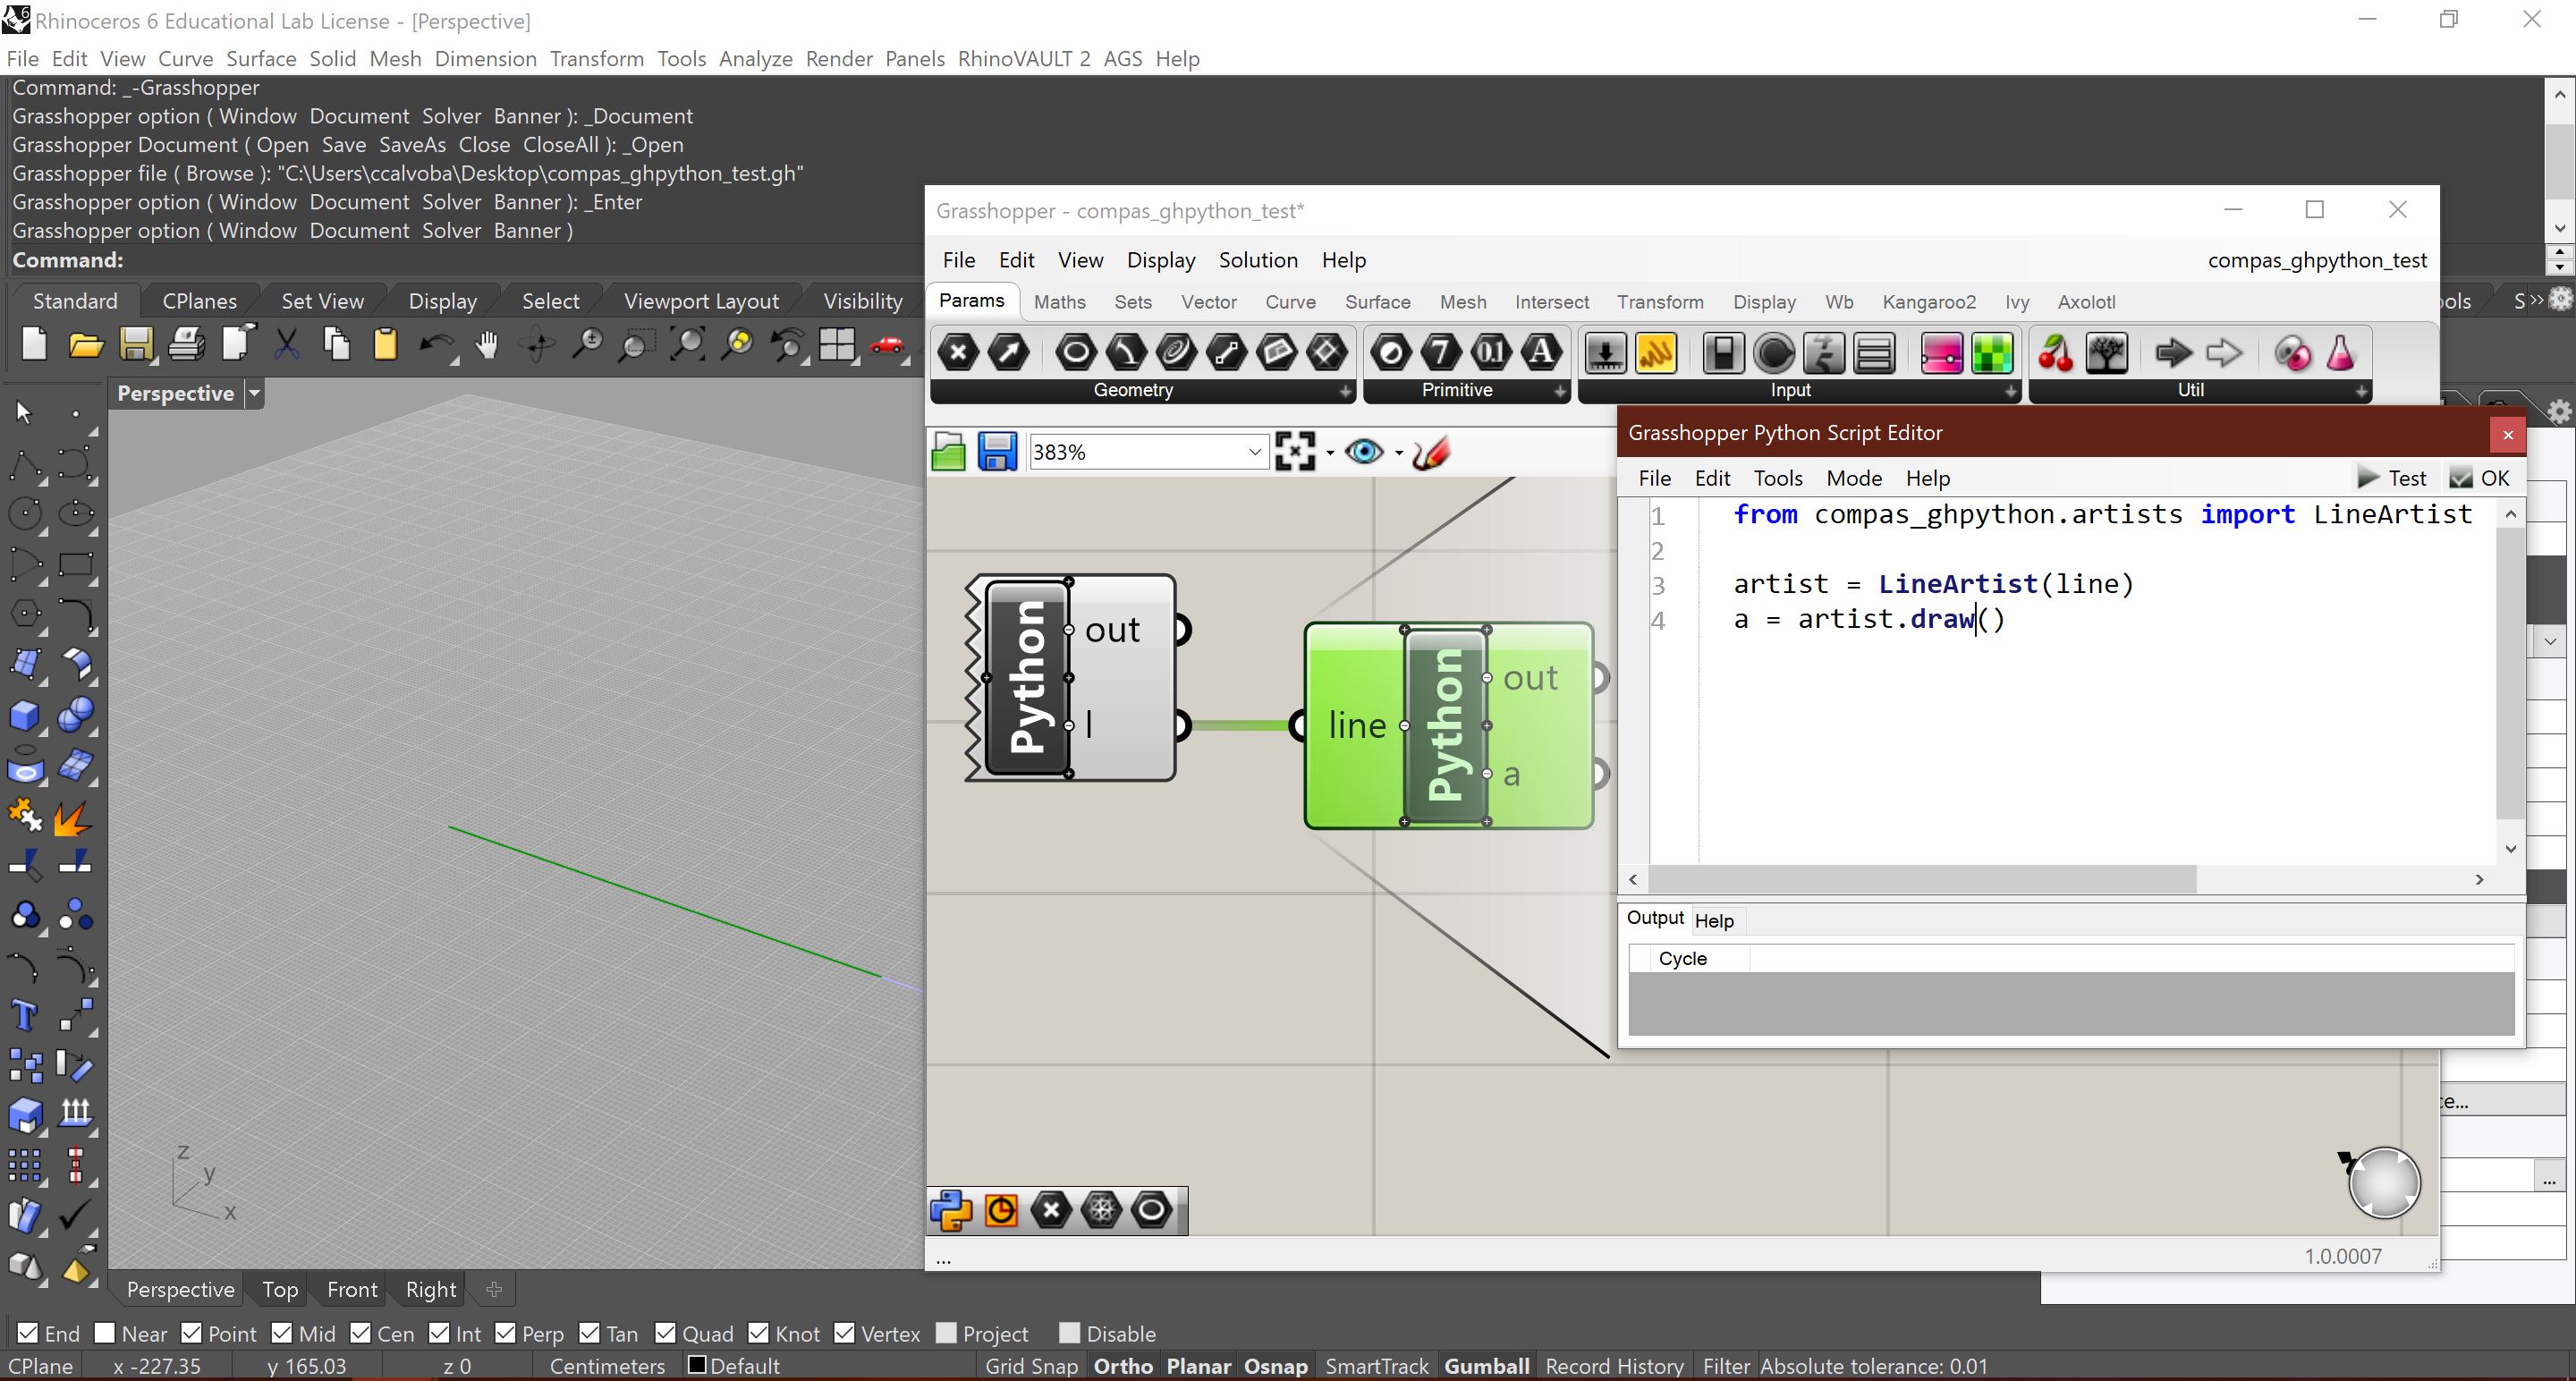 Rhinoceros 6 Educational Lab License - [Perspective]
File Edit View Curve Surface Solid Mesh Dimension Transform Tools Analyze Render Panels RhinoVAULT 2 AGS Help
Command: _-Grasshopper
Grasshopper option ( Window Document Solver Banner ): _Document
Grasshopper Document ( Open Save SaveAs Close CloseAll ): _Open
Grasshopper file ( Browse ): "C:\Users\ccalvoba\Desktop\compas_ghpython_test.gh"
Grasshopper option ( Window Document Solver Banner ): _Enter
Grasshopper option ( Window Document Solver Banner )
Command:
Standard CPlanes Set View Display Select Viewport Layout Visibility
ools S
Perspective
z
y
x
Grasshopper - compas_ghpython_test*
File Edit View Display Solution Help
compas_ghpython_test
Params Maths Sets Vector Curve Surface Mesh Intersect Transform Display Wb Kangaroo2 Ivy Axolotl
Geometry Primitive Input Util
383%
Python
out
l
line
Python
out
a
Grasshopper Python Script Editor
File Edit Tools Mode Help Test OK
1 from compas_ghpython.artists import LineArtist
2
3 artist = LineArtist(line)
4 a = artist.draw()
Output Help
Cycle
ce...
...
...
1.0.0007
Perspective Top Front Right
End Near Point Mid Cen Int Perp Tan Quad Knot Vertex Project Disable
CPlane x -227.35 y 165.03 z 0 Centimeters Default Grid Snap Ortho Planar Osnap SmartTrack Gumball Record History Filter Absolute tolerance: 0.01